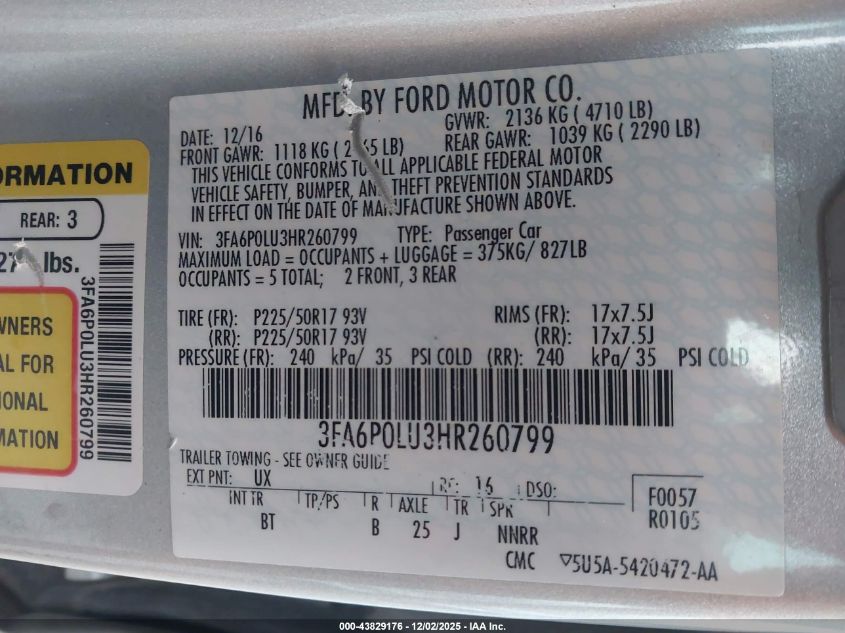 ORMATION
REAR: 3
lbs.
WNERS
AL FOR
IONAL
MATION
3FA6P0LU3HR260799
MFD. BY FORD MOTOR CO.
DATE: 12/16
GVWR: 2136 KG ( 4710 LB)
FRONT GAWR: 1118 KG ( 2465 LB)
REAR GAWR: 1039 KG ( 2290 LB)
THIS VEHICLE CONFORMS TO ALL APPLICABLE FEDERAL MOTOR
VEHICLE SAFETY, BUMPER, AND THEFT PREVENTION STANDARDS
IN EFFECT ON THE DATE OF MANUFACTURE SHOWN ABOVE.
VIN: 3FA6P0LU3HR260799 TYPE: Passenger Car
MAXIMUM LOAD = OCCUPANTS + LUGGAGE = 375KG/ 827LB
OCCUPANTS = 5 TOTAL; 2 FRONT, 3 REAR
TIRE (FR): P225/50R17 93V RIMS (FR): 17x7.5J
(RR): P225/50R17 93V (RR): 17x7.5J
PRESSURE (FR): 240 kPa/ 35 PSI COLD (RR): 240 kPa/ 35 PSI COLD
3FA6P0LU3HR260799
TRAILER TOWING - SEE OWNER GUIDE
EXT PNT: UX RC: 16 DSO:
INT TR TP/PS R AXLE TR SPR
BT B 25 J NNRR
F0057
R0105
CMC ▽5U5A-5420472-AA
000-43829176 - 12/02/2025 - IAA Inc.